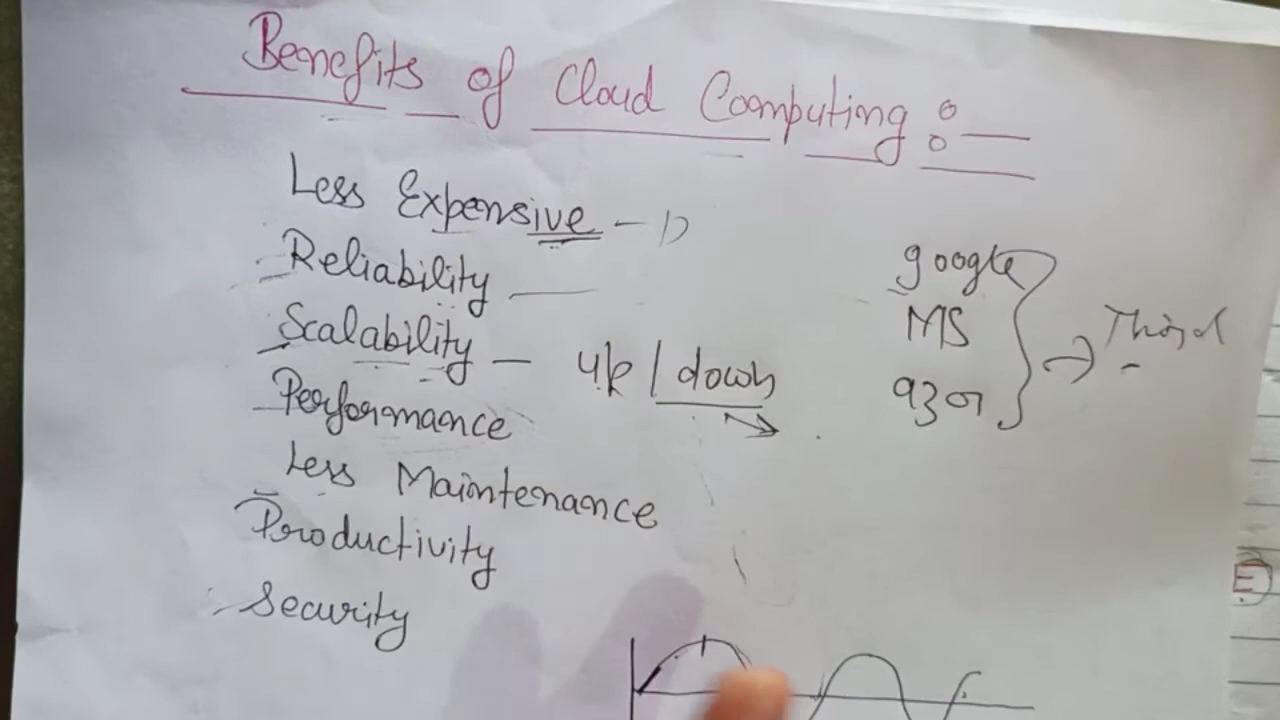 Benefits of Cloud Computing :—
Less Expensive —
Reliability —
Scalability — up / down
Performance
Less Maintenance
Productivity
Security
google
MS
Third
E